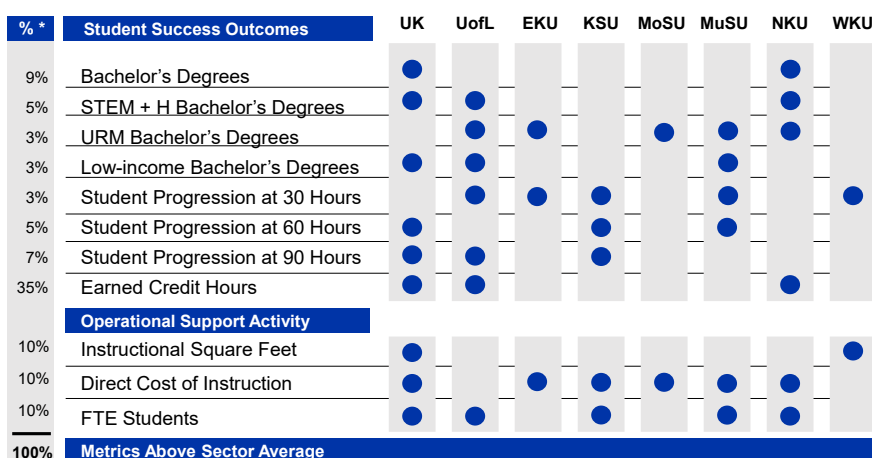 % * Student Success Outcomes UK UofL EKU KSU MoSU MuSU NKU WKU
9% Bachelor’s Degrees
5% STEM + H Bachelor’s Degrees
3% URM Bachelor’s Degrees
3% Low-income Bachelor’s Degrees
3% Student Progression at 30 Hours
5% Student Progression at 60 Hours
7% Student Progression at 90 Hours
35% Earned Credit Hours
Operational Support Activity
10% Instructional Square Feet
10% Direct Cost of Instruction
10% FTE Students
100% Metrics Above Sector Average